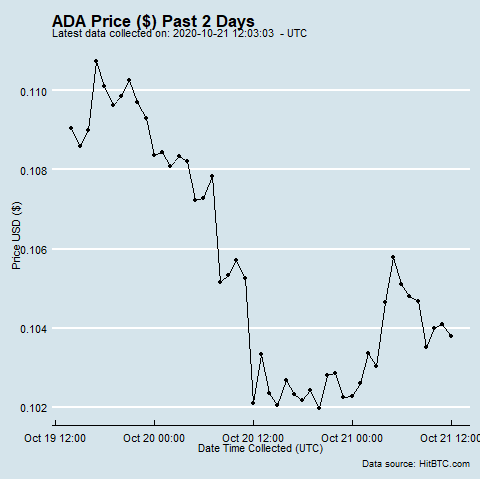 ADA Price ($) Past 2 Days
Latest data collected on: 2020-10-21 12:03:03 - UTC
0.110
0.108
0.106
0.104
0.102
Price USD ($)
Oct 19 12:00 Oct 20 00:00 Oct 20 12:00 Oct 21 00:00 Oct 21 12:00
Date Time Collected (UTC)
Data source: HitBTC.com